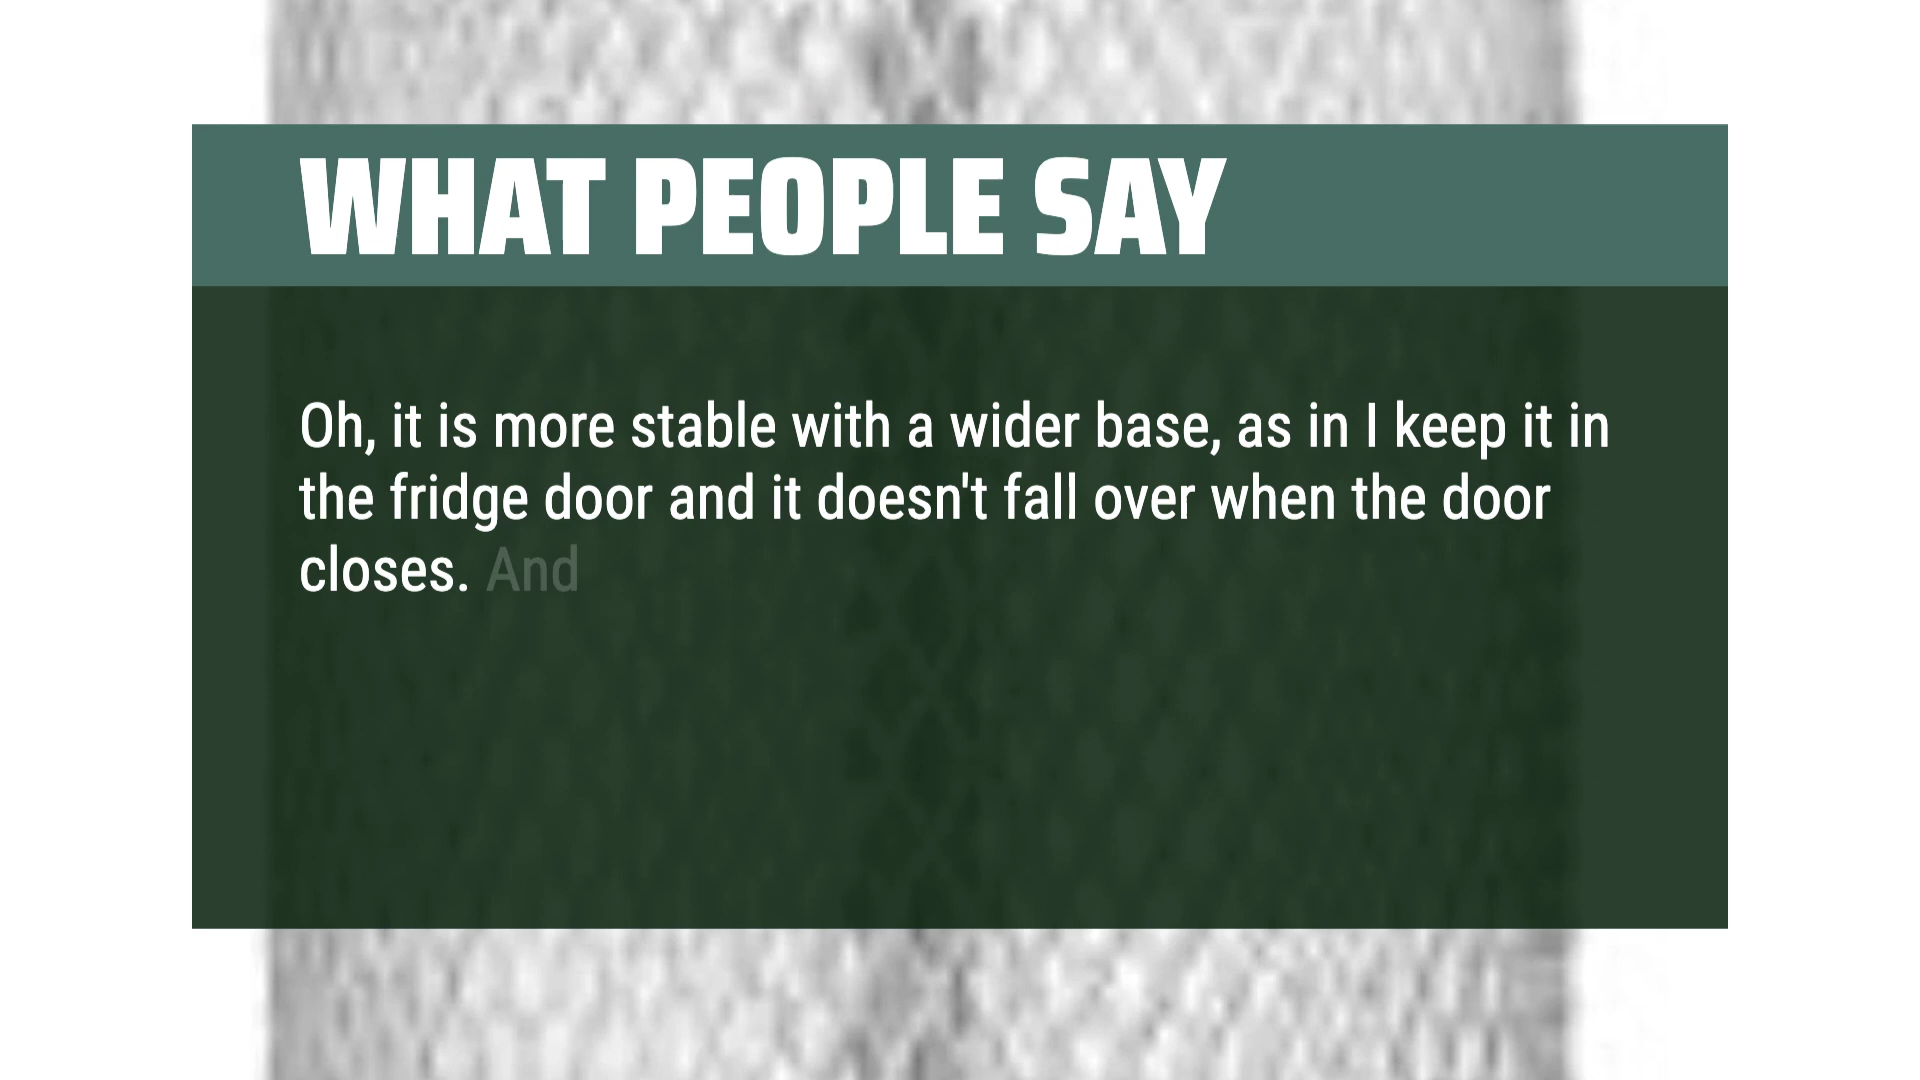 WHAT PEOPLE SAY
Oh, it is more stable with a wider base, as in I keep it in
the fridge door and it doesn't fall over when the door
closes. And